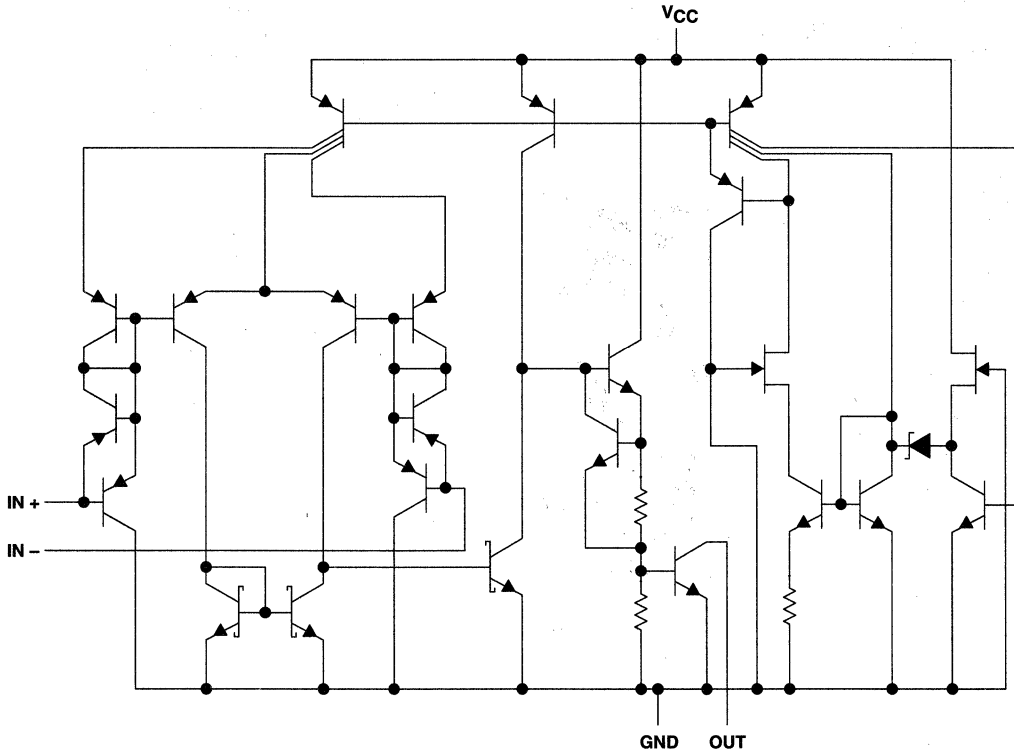 VCC
IN +
IN –
GND
OUT